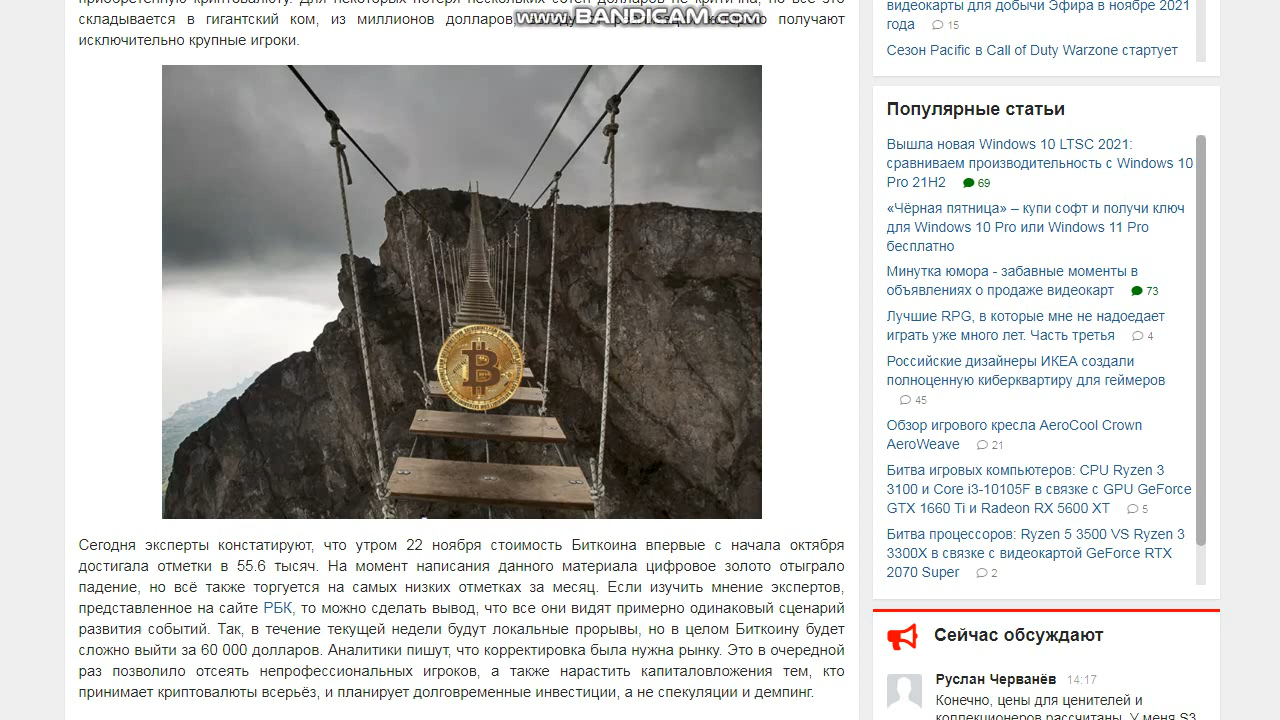 приобретенную криптовалюту. Для некоторых потеря нескольких сотен долларов не критична, но все это
складывается в гигантский ком, из миллионов долларов,
www.BANDICAM.com
получают
исключительно крупные игроки.
Сегодня эксперты констатируют, что утром 22 ноября стоимость Биткоина впервые с начала октября
достигала отметки в 55.6 тысяч. На момент написания данного материала цифровое золото отыграло
падение, но всё также торгуется на самых низких отметках за месяц. Если изучить мнение экспертов,
представленное на сайте РБК, то можно сделать вывод, что все они видят примерно одинаковый сценарий
развития событий. Так, в течение текущей недели будут локальные прорывы, но в целом Биткоину будет
сложно выйти за 60 000 долларов. Аналитики пишут, что корректировка была нужна рынку. Это в очередной
раз позволило отсеять непрофессиональных игроков, а также нарастить капиталовложения тем, кто
принимает криптовалюты всерьёз, и планирует долговременные инвестиции, а не спекуляции и демпинг.
видеокарты для добычи Эфира в ноябре 2021
года 15
Сезон Pacific в Call of Duty Warzone стартует
Популярные статьи
Вышла новая Windows 10 LTSC 2021:
сравниваем производительность с Windows 10
Pro 21H2 69
«Чёрная пятница» – купи софт и получи ключ
для Windows 10 Pro или Windows 11 Pro
бесплатно
Минутка юмора - забавные моменты в
объявлениях о продаже видеокарт 73
Лучшие RPG, в которые мне не надоедает
играть уже много лет. Часть третья 4
Российские дизайнеры ИКЕА создали
полноценную киберквартиру для геймеров
45
Обзор игрового кресла AeroCool Crown
AeroWeave 21
Битва игровых компьютеров: CPU Ryzen 3
3100 и Core i3-10105F в связке с GPU GeForce
GTX 1660 Ti и Radeon RX 5600 XT 5
Битва процессоров: Ryzen 5 3500 VS Ryzen 3
3300X в связке с видеокартой GeForce RTX
2070 Super 2
Сейчас обсуждают
Руслан Черванёв 14:17
Конечно, цены для ценителей и
коллекционеров рассчитаны. У меня S3